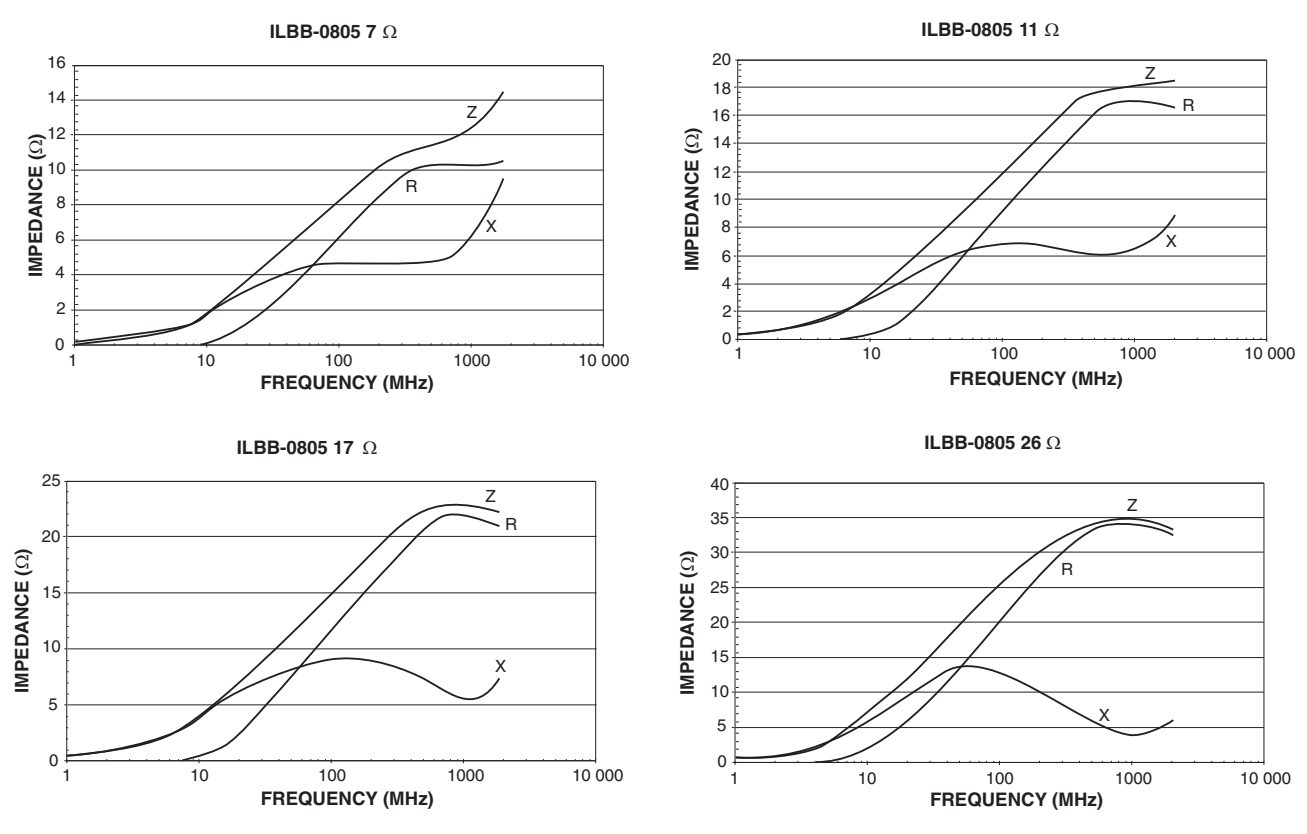 ILBB-0805 7 Ω
16
14
12
10
8
6
4
2
0
IMPEDANCE (Ω)
Z
R
X
1
10
100
1000
10 000
FREQUENCY (MHz)
ILBB-0805 11 Ω
20
18
16
14
12
10
8
6
4
2
0
IMPEDANCE (Ω)
Z
R
X
1
10
100
1000
10 000
FREQUENCY (MHz)
ILBB-0805 17 Ω
25
20
15
10
5
0
IMPEDANCE (Ω)
Z
R
X
1
10
100
1000
10 000
FREQUENCY (MHz)
ILBB-0805 26 Ω
40
35
30
25
20
15
10
5
0
IMPEDANCE (Ω)
Z
R
X
1
10
100
1000
10 000
FREQUENCY (MHz)